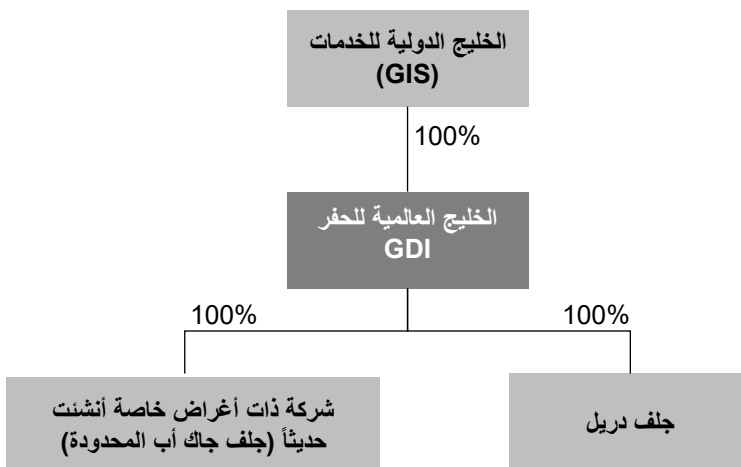 الخليج الدولية للخدمات
(GIS)
100%
الخليج العالمية للحفر
GDI
100%
100%
شركة ذات أغراض خاصة أنشئت
حديثاً (جلف جاك أب المحدودة)
جلف دريل